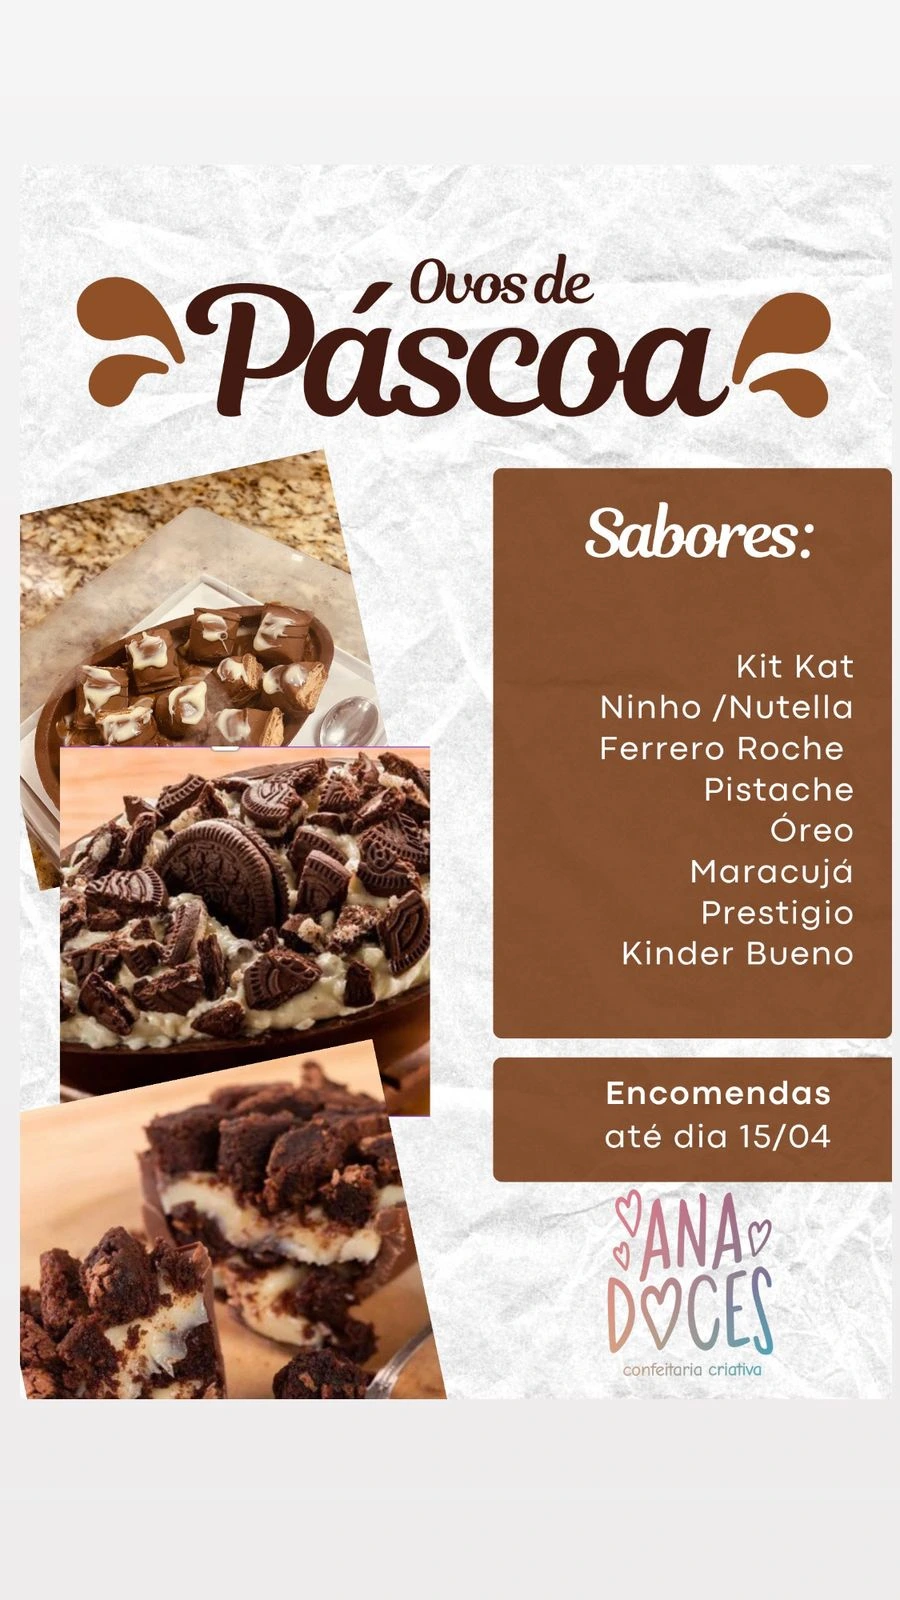 Ovos de
Páscoa
Sabores:
Kit Kat
Ninho /Nutella
Ferrero Roche
Pistache
Óreo
Maracujá
Prestigio
Kinder Bueno
Encomendas
até dia 15/04
ANA
DOCES
confeitaria criativa